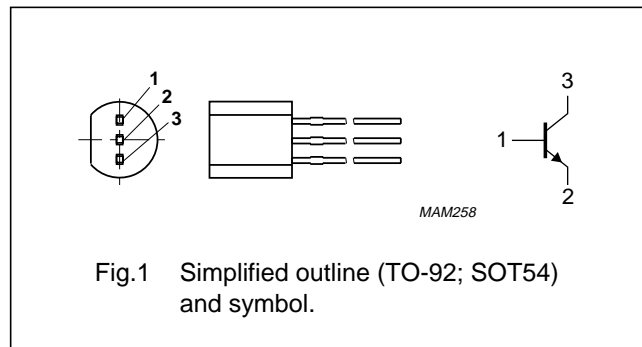 1
2
3
3
1
2
MAM258
Fig.1 Simplified outline (TO-92; SOT54)
and symbol.